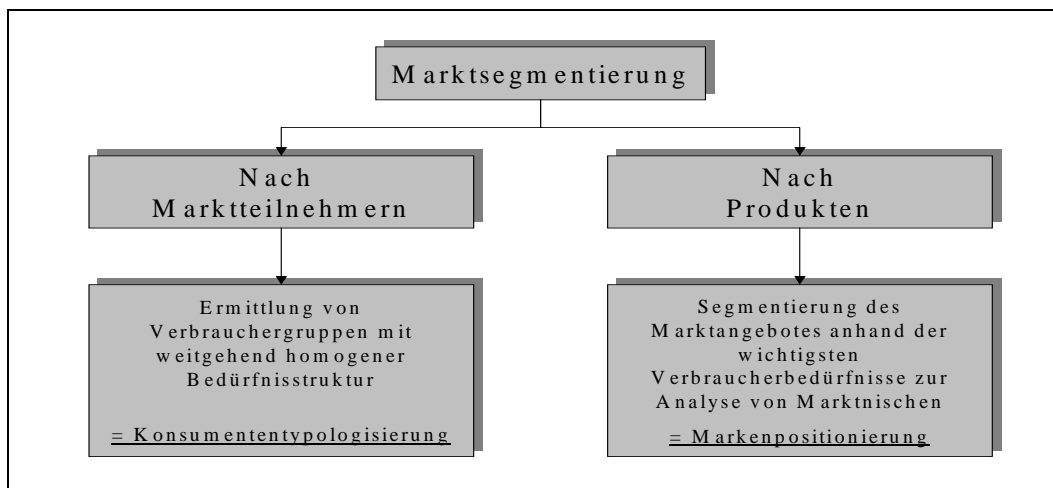 Marktsegmentierung
Nach
Marktteilnehmern
Nach
Produkten
Ermittlung von
Verbrauchergruppen mit
weitgehend homogener
Bedürfnisstruktur
= Konsumententypologisierung
Segmentierung des
Marktangebotes anhand der
wichtigsten
Verbraucherbedürfnisse zur
Analyse von Marktnischen
= Markenpositionierung